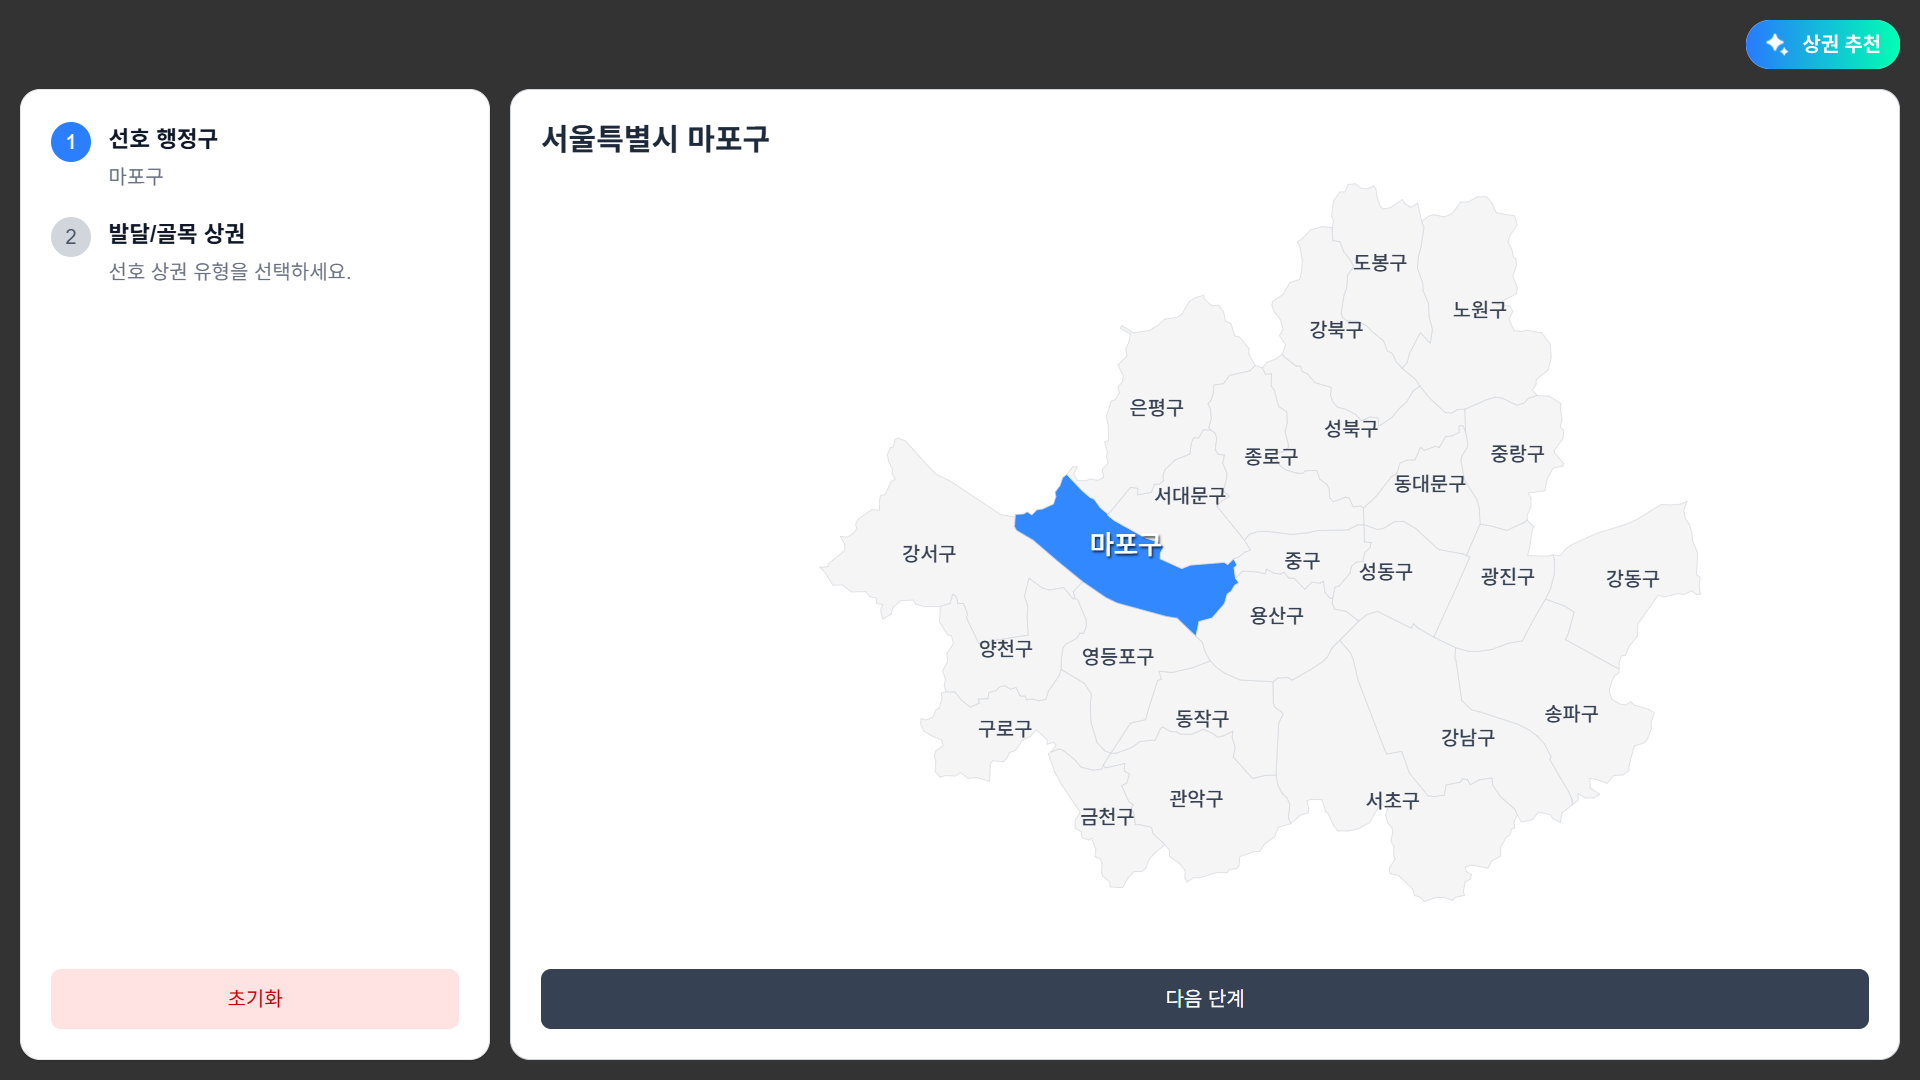 상권 추천
1
선호 행정구
마포구
2
발달/골목 상권
선호 상권 유형을 선택하세요.
초기화
서울특별시 마포구
도봉구
노원구
강북구
은평구
성북구
중랑구
종로구
동대문구
서대문구
마포구
강서구
중구
성동구
광진구
강동구
용산구
양천구
영등포구
송파구
동작구
구로구
강남구
관악구
서초구
금천구
다음 단계